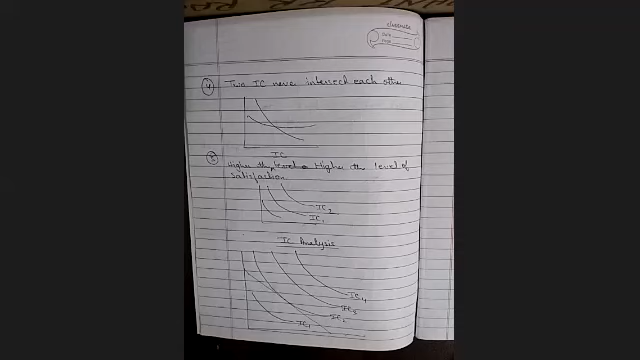 classmate
Date
Page
4 Two IC never intersect each other
IC
5 Higher the level Higher the level of
satisfaction
IC2
IC1
IC Analysis
IC4
IC3
IC2
IC1